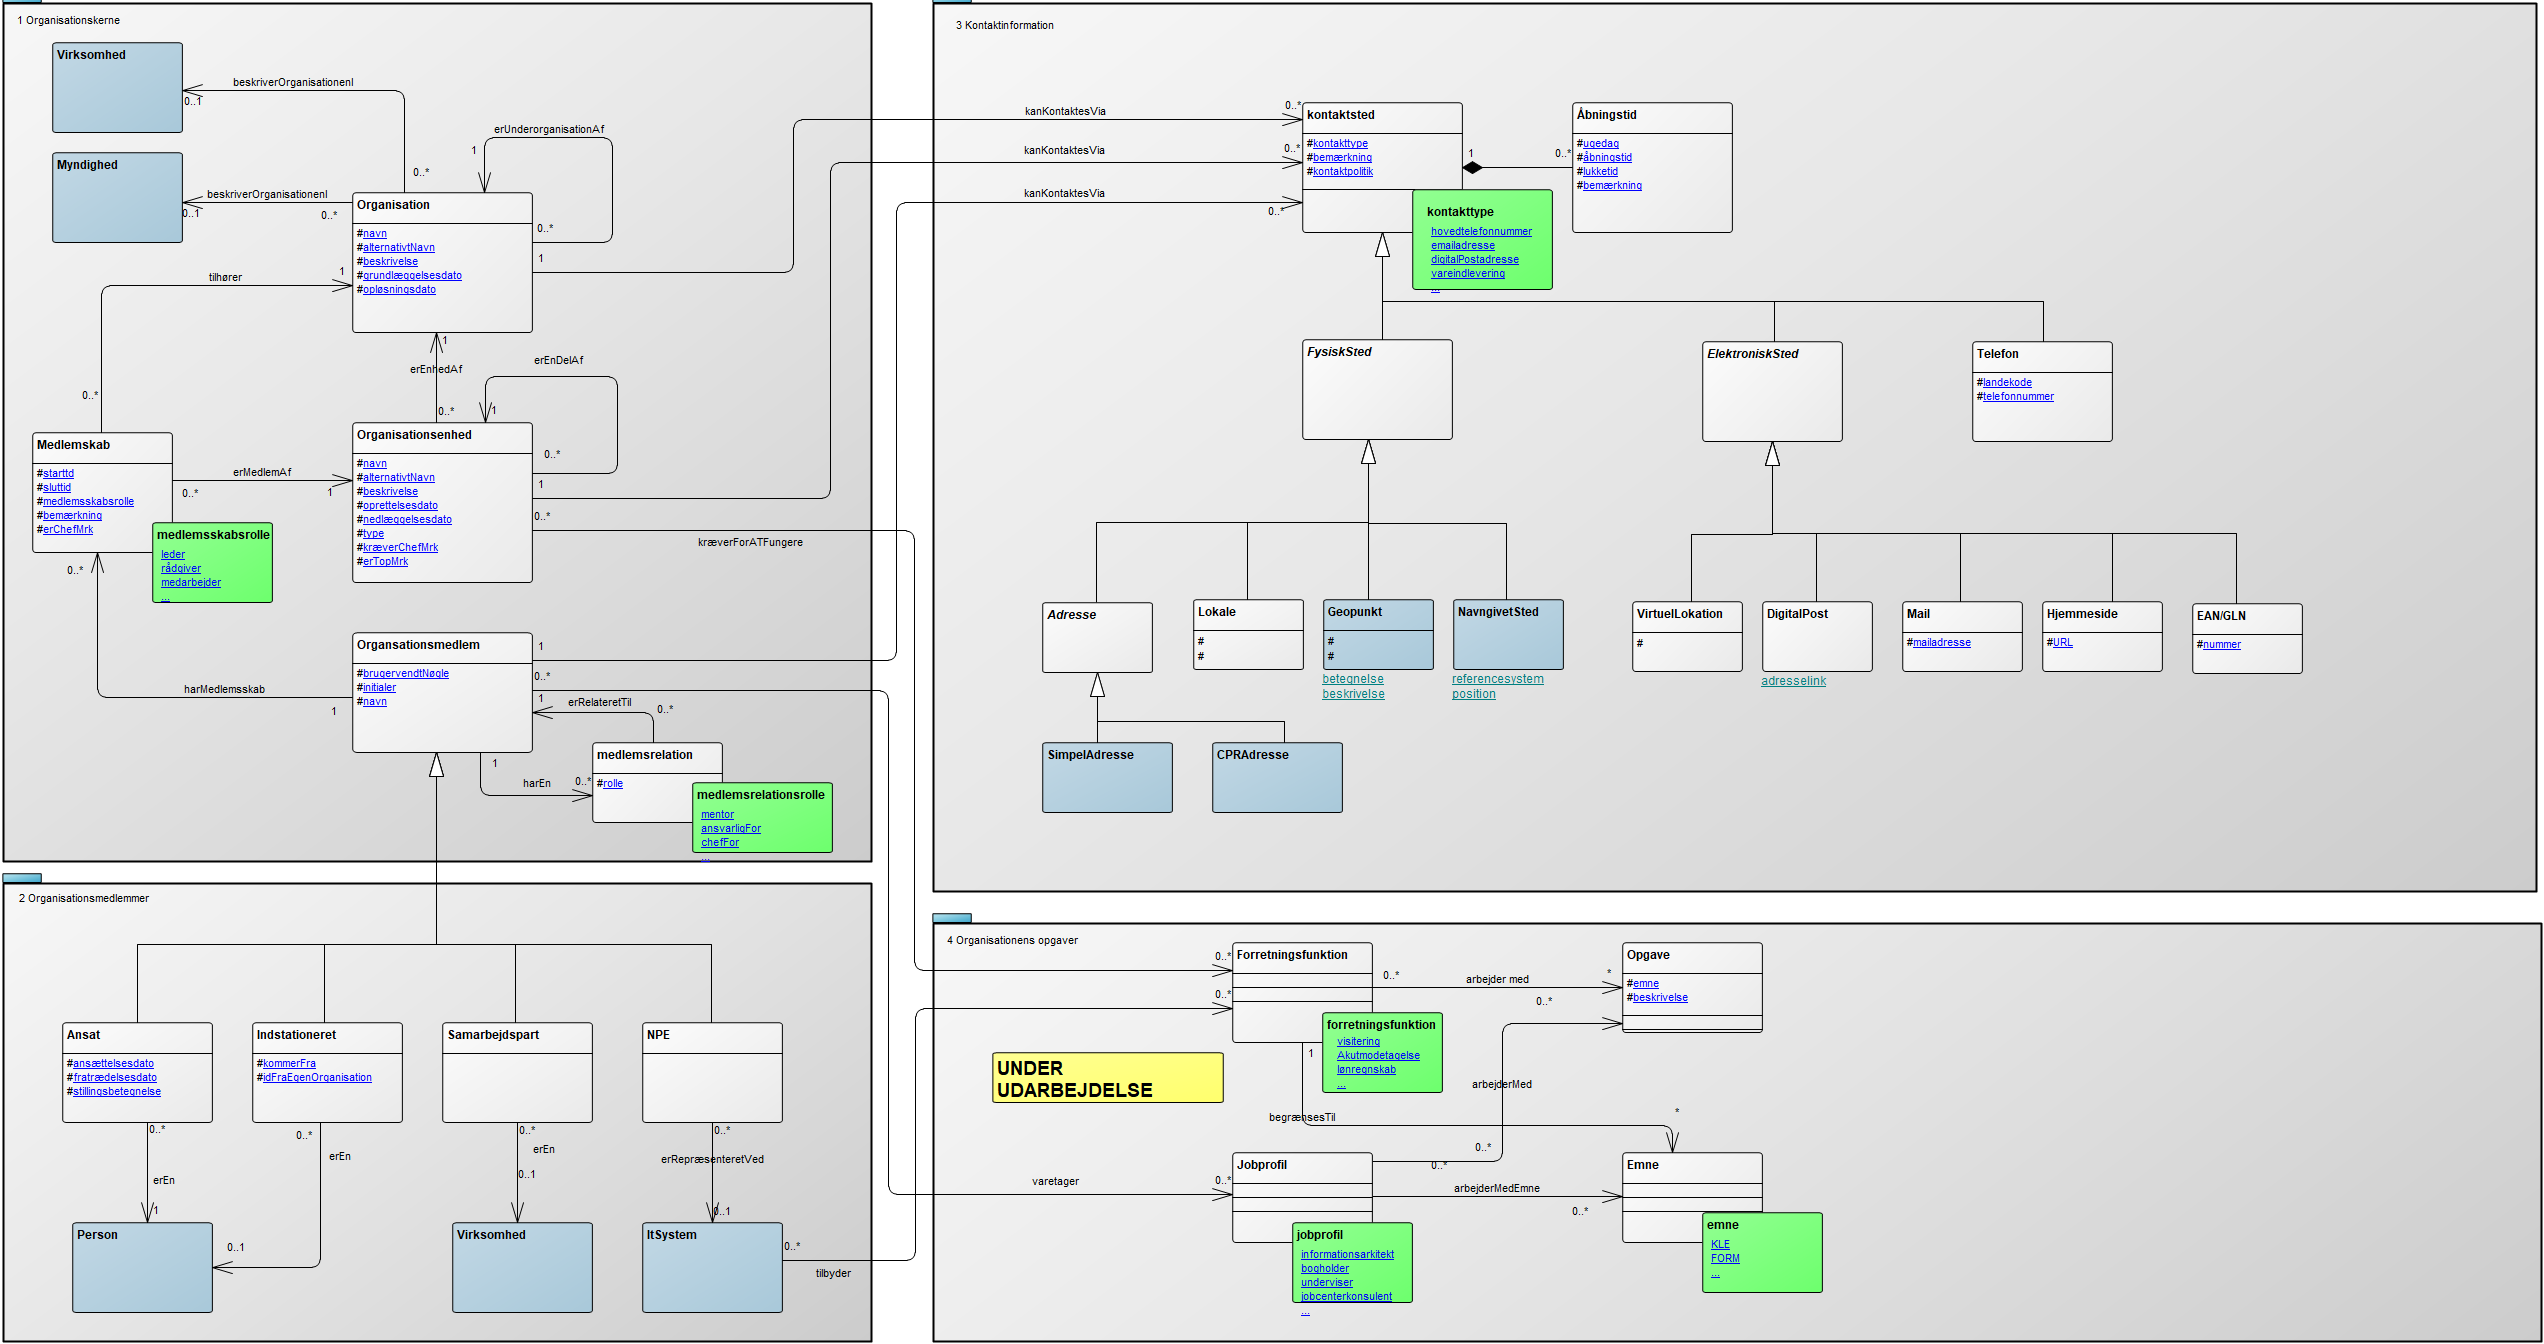 1 Organisationskerne
Virksomhed
beskriverOrganisationenI
0..1
0..*
Myndighed
beskriverOrganisationenI
0..1
0..*
erUnderorganisationAf
1
0..*
Organisation
#navn
#alternativtNavn
#beskrivelse
#grundlæggelsesdato
#opløsningsdato
1
tilhører
1
0..*
1
erEnhedAf
0..*
erEnDelAf
1
0..*
Medlemskab
#starttd
#sluttid
#medlemsskabsrolle
#bemærkning
#erChefMrk
medlemsskabsrolle
leder
rådgiver
medarbejder
...
erMedlemAf
0..*
1
Organisationsenhed
#navn
#alternativtNavn
#beskrivelse
#oprettelsesdato
#nedlæggelsesdato
#type
#kræverChefMrk
#erTopMrk
1
0..*
kræverForATFungere
0..*
harMedlemsskab
1
Organsationsmedlem
#brugervendtNøgle
#initialer
#navn
1
0..*
1
erRelateretTil
0..*
1
harEn
0..*
medlemsrelation
#rolle
medlemsrelationsrolle
mentor
ansvarligFor
chefFor
...
2 Organisationsmedlemmer
Ansat
#ansættelsesdato
#fratrædelsesdato
#stillingsbetegnelse
Indstationeret
#kommerFra
#idFraEgenOrganisation
Samarbejdspart
NPE
0..*
erEn
1
0..*
erEn
0..1
0..*
erEn
0..1
0..*
erRepræsenteretVed
0..1
Person
Virksomhed
ItSystem
0..*
tilbyder
3 Kontaktinformation
kanKontaktesVia
0..*
kanKontaktesVia
0..*
kanKontaktesVia
0..*
kontaktsted
#kontakttype
#bemærkning
#kontaktpolitik
1
0..*
Åbningstid
#ugedag
#åbningstid
#lukketid
#bemærkning
kontakttype
hovedtelefonnummer
emailadresse
digitalPostadresse
vareindlevering
...
FysiskSted
ElektroniskSted
Telefon
#landekode
#telefonnummer
Adresse
Lokale
#
#
Geopunkt
#
#
betegnelse
beskrivelse
NavngivetSted
referencesystem
position
VirtuelLokation
#
DigitalPost
adresselink
Mail
#mailadresse
Hjemmeside
#URL
EAN/GLN
#nummer
SimpelAdresse
CPRAdresse
4 Organisationens opgaver
0..*
0..*
Forretningsfunktion
0..*
arbejder med
*
0..*
Opgave
#emne
#beskrivelse
forretningsfunktion
visitering
Akutmodetagelse
lønregnskab
...
UNDER
UDARBEJDELSE
1
arbejderMed
begrænsesTil
*
0..*
0..*
varetager
0..*
Jobprofil
arbejderMedEmne
0..*
Emne
jobprofil
informationsarkitekt
bogholder
underviser
jobcenterkonsulent
...
emne
KLE
FORM
...